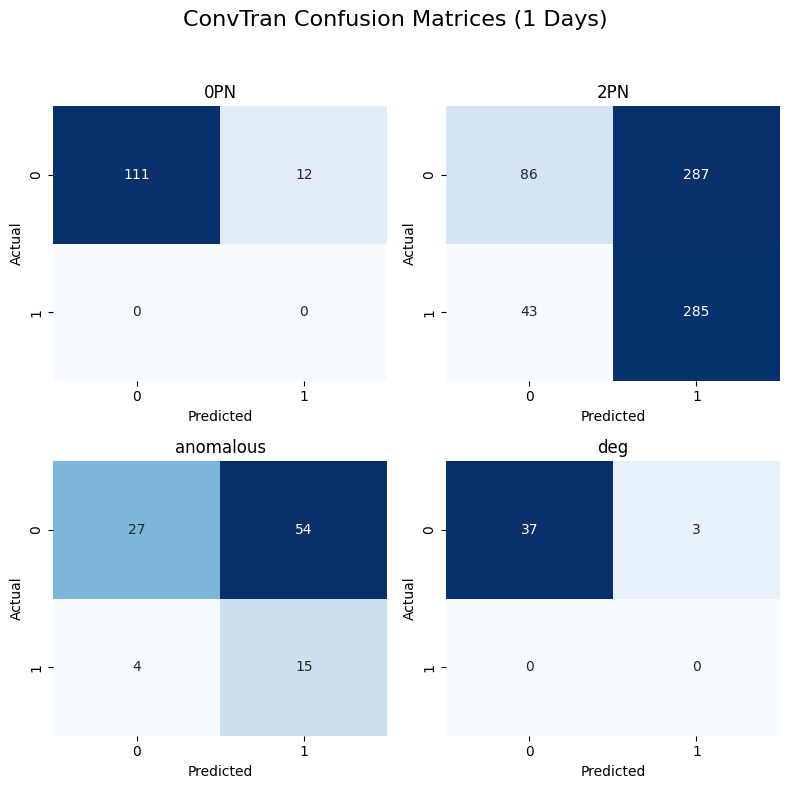 ConvTran Confusion Matrices (1 Days)
0PN
2PN
0
111
12
0
86
287
Actual
Actual
1
0
0
1
43
285
0
1
0
1
Predicted
Predicted
anomalous
deg
0
27
54
0
37
3
Actual
Actual
1
4
15
1
0
0
0
1
0
1
Predicted
Predicted